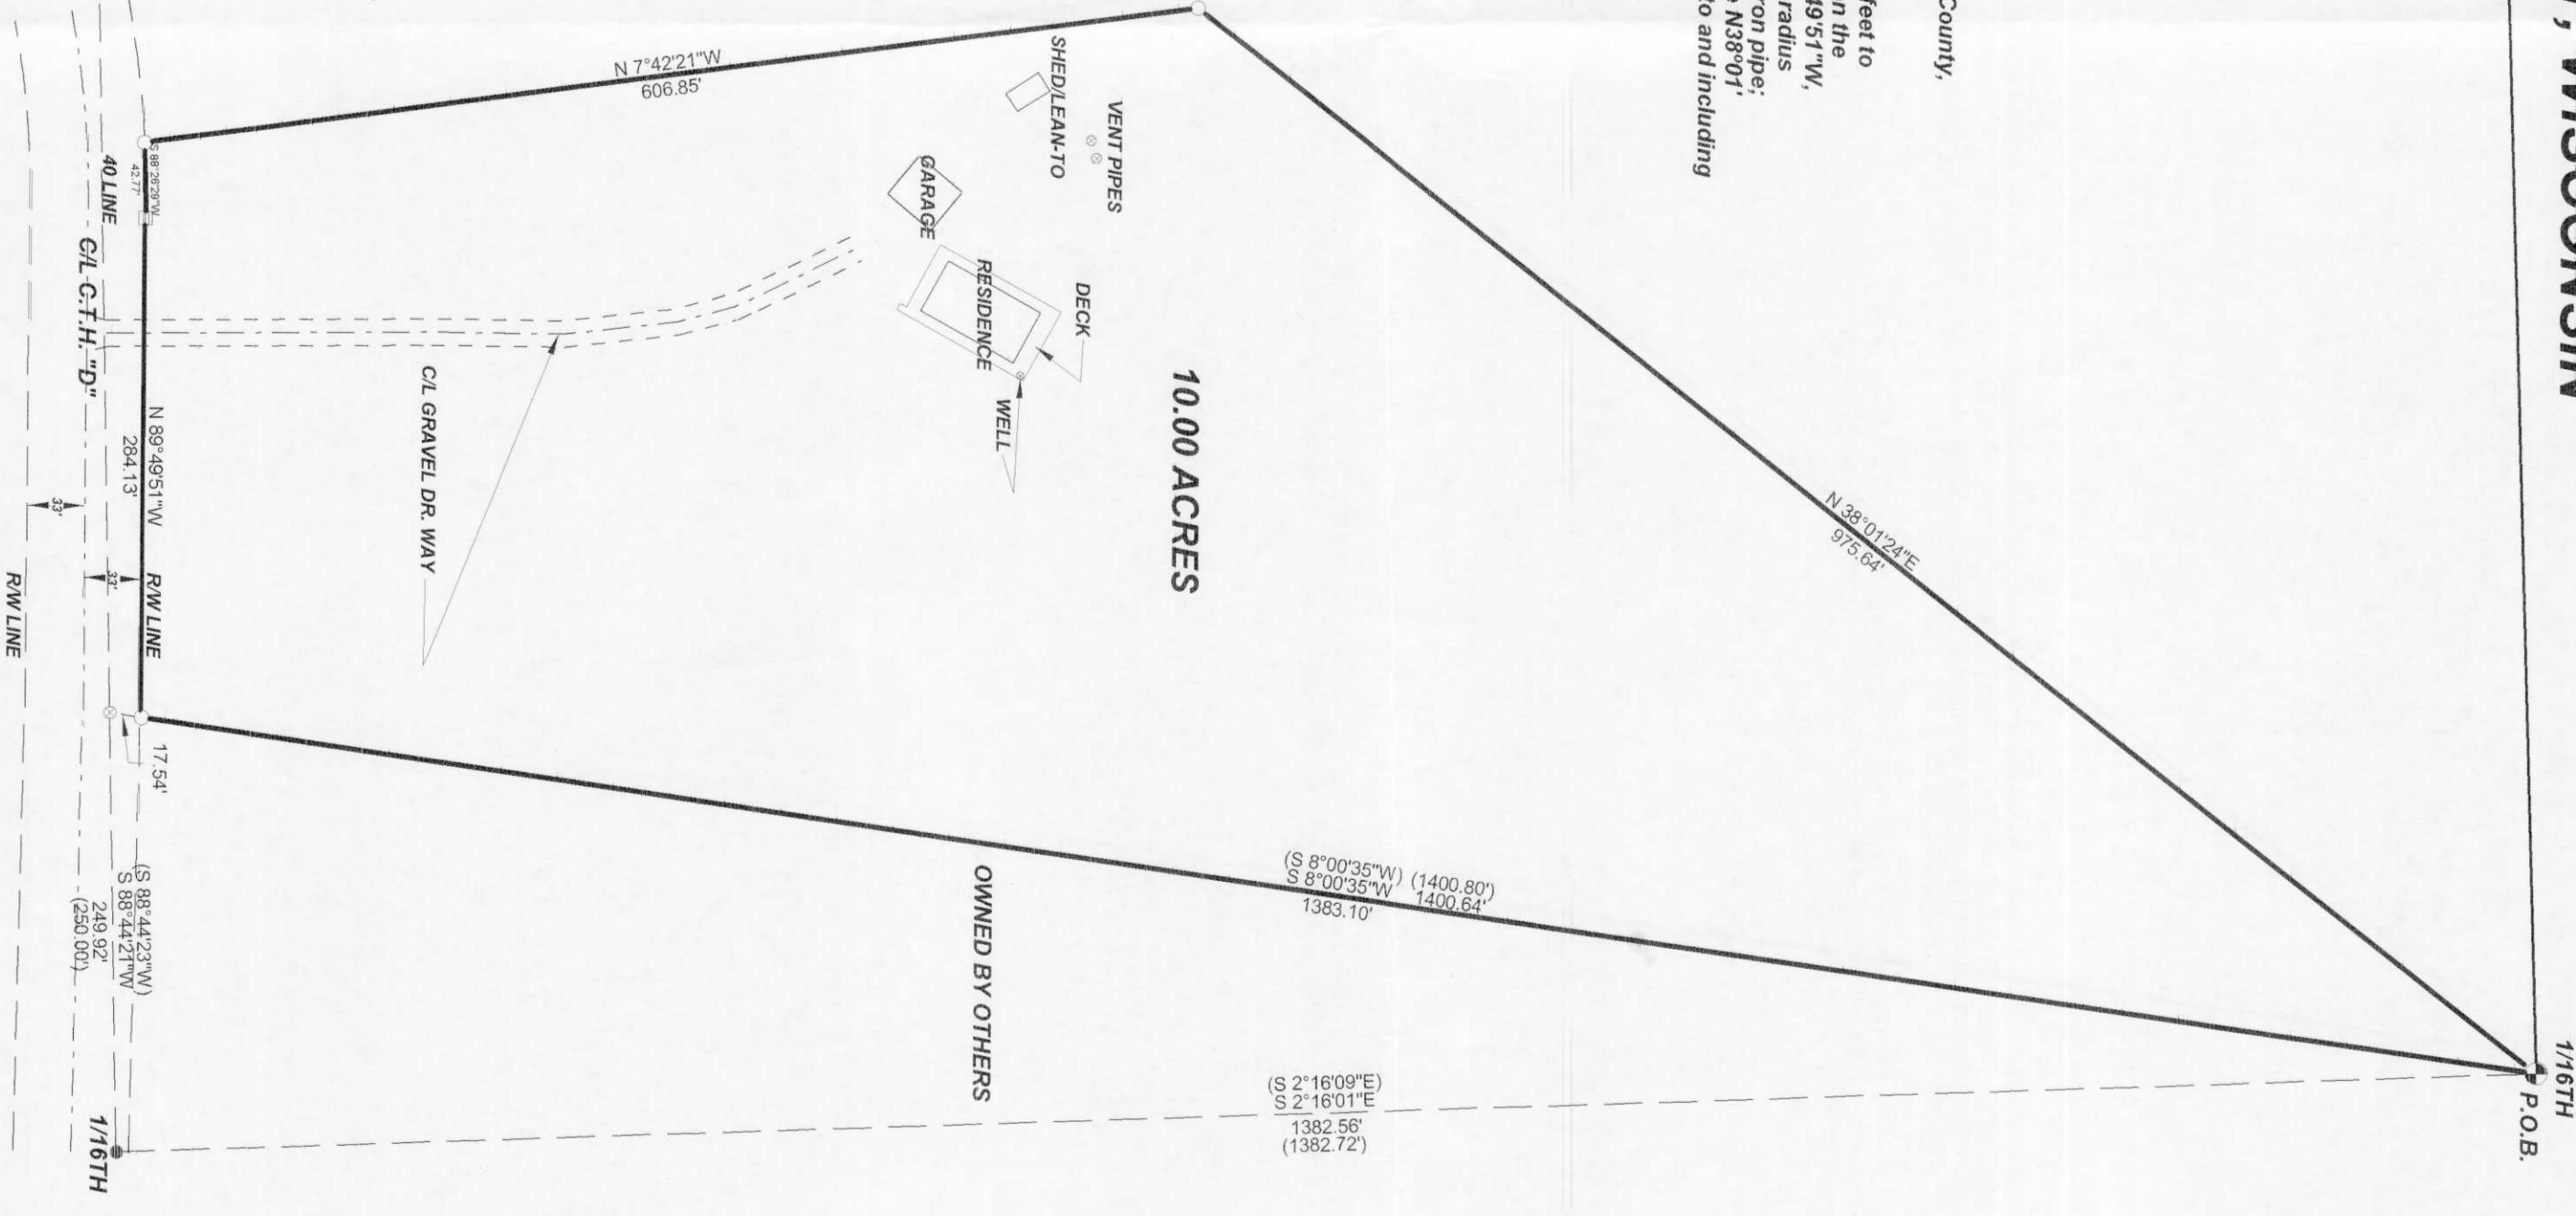 , WISCONSIN
County,
feet to
on the
49'51"W,
radius
ron pipe;
e N38°01'
to and including
1/16TH
P.O.B.
N 38°01'24"E
975.64'
N 7°42'21"W
606.85'
SHED/LEAN-TO
VENT PIPES
GARAGE
RESIDENCE
DECK
WELL
10.00 ACRES
C/L GRAVEL DR. WAY
(S 8°00'35"W) (1400.80')
S 8°00'35"W 1400.64'
1383.10'
OWNED BY OTHERS
(S 2°16'09"E)
S 2°16'01"E
1382.56'
(1382.72')
S 88°26'29"W
42.77'
N 89°49'51"W
284.13'
R/W LINE
17.54'
40 LINE
C/L C.T.H. "D"
33'
33'
R/W LINE
(S 88°44'23"W)
S 88°44'21"W
249.92'
(250.00')
1/16TH